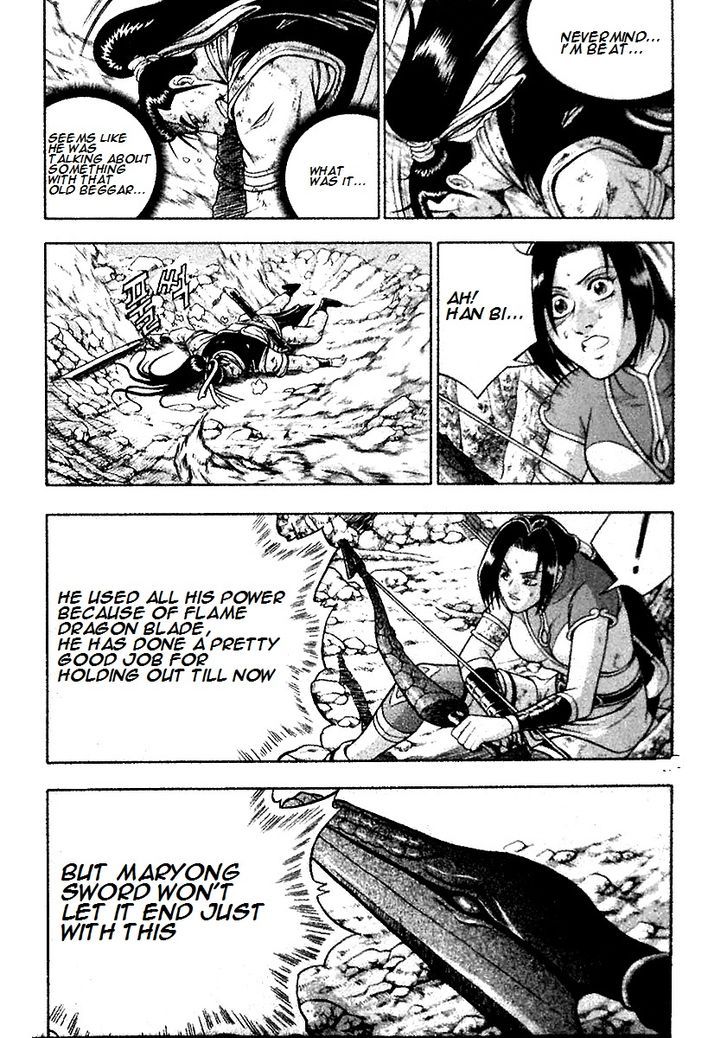 SEEMS LIKE
HE WAS
TALKING ABOUT
SOMETHING
WITH THAT
OLD BEGGAR...
WHAT
WAS IT...
NEVERMIND...
I'M BEAT...
풀썩
AH!
HAN BI...
!
HE USED ALL HIS POWER
BECAUSE OF FLAME
DRAGON BLADE,
HE HAS DONE A PRETTY
GOOD JOB FOR
HOLDING OUT TILL NOW
BUT MARYONG
SWORD WON'T
LET IT END JUST
WITH THIS